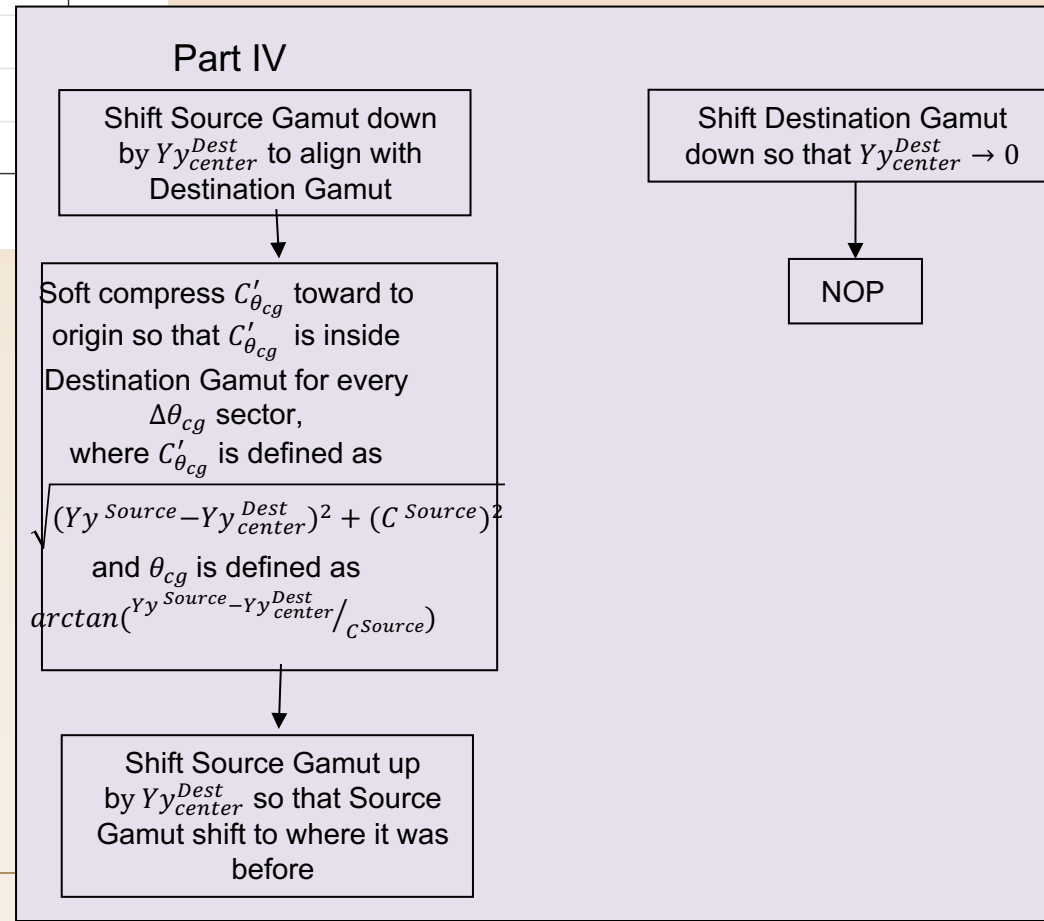 Part IV
Shift Source Gamut down
by $Yy_{center}^{Dest}$ to align with
Destination Gamut
Soft compress $C'_{\theta_{cg}}$ toward to
origin so that $C'_{\theta_{cg}}$ is inside
Destination Gamut for every
$\Delta\theta_{cg}$ sector,
where $C'_{\theta_{cg}}$ is defined as
$\sqrt{(Yy^{Source}-Yy_{center}^{Dest})^2+(C^{Source})^2}$
and $\theta_{cg}$ is defined as
$arctan({}^{Yy^{Source}-Yy_{center}^{Dest}}/_{C^{Source}})$
Shift Source Gamut up
by $Yy_{center}^{Dest}$ so that Source
Gamut shift to where it was
before
Shift Destination Gamut
down so that $Yy_{center}^{Dest} \to 0$
NOP